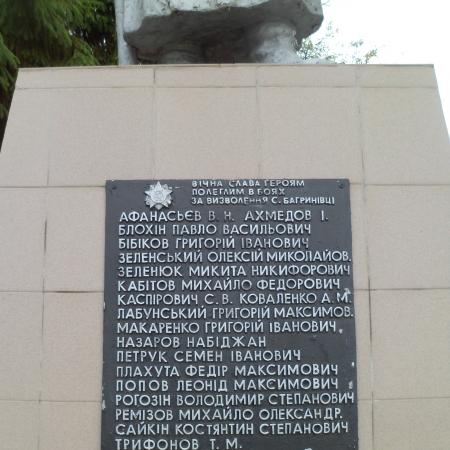 ВІЧНА СЛАВА ГЕРОЯМ
ПОЛЕГЛИМ В БОЯХ
ЗА ВИЗВОЛЕННЯ С. БАГРИНІВЦІ
АФАНАСЬЄВ В. Н. АХМЕДОВ І.
БЛОХІН ПАВЛО ВАСИЛЬОВИЧ
БІБІКОВ ГРИГОРІЙ ІВАНОВИЧ
ЗЕЛЕНСЬКИЙ ОЛЕКСІЙ МИКОЛАЙОВ.
ЗЕЛЕНЮК МИКИТА НИКИФОРОВИЧ
КАБІТОВ МИХАЙЛО ФЕДОРОВИЧ
КАСПІРОВИЧ С. В. КОВАЛЕНКО А. М.
ЛАБУНСЬКИЙ ГРИГОРІЙ МАКСИМОВ.
МАКАРЕНКО ГРИГОРІЙ ІВАНОВИЧ.
НАЗАРОВ НАБІДЖАН
ПЕТРУК СЕМЕН ІВАНОВИЧ
ПЛАХУТА ФЕДІР МАКСИМОВИЧ
ПОПОВ ЛЕОНІД МАКСИМОВИЧ
РОГОЗІН ВОЛОДИМИР СТЕПАНОВИЧ
РЕМІЗОВ МИХАЙЛО ОЛЕКСАНДР.
САЙКІН КОСТЯНТИН СТЕПАНОВИЧ
ТРИФОНОВ Т. М.